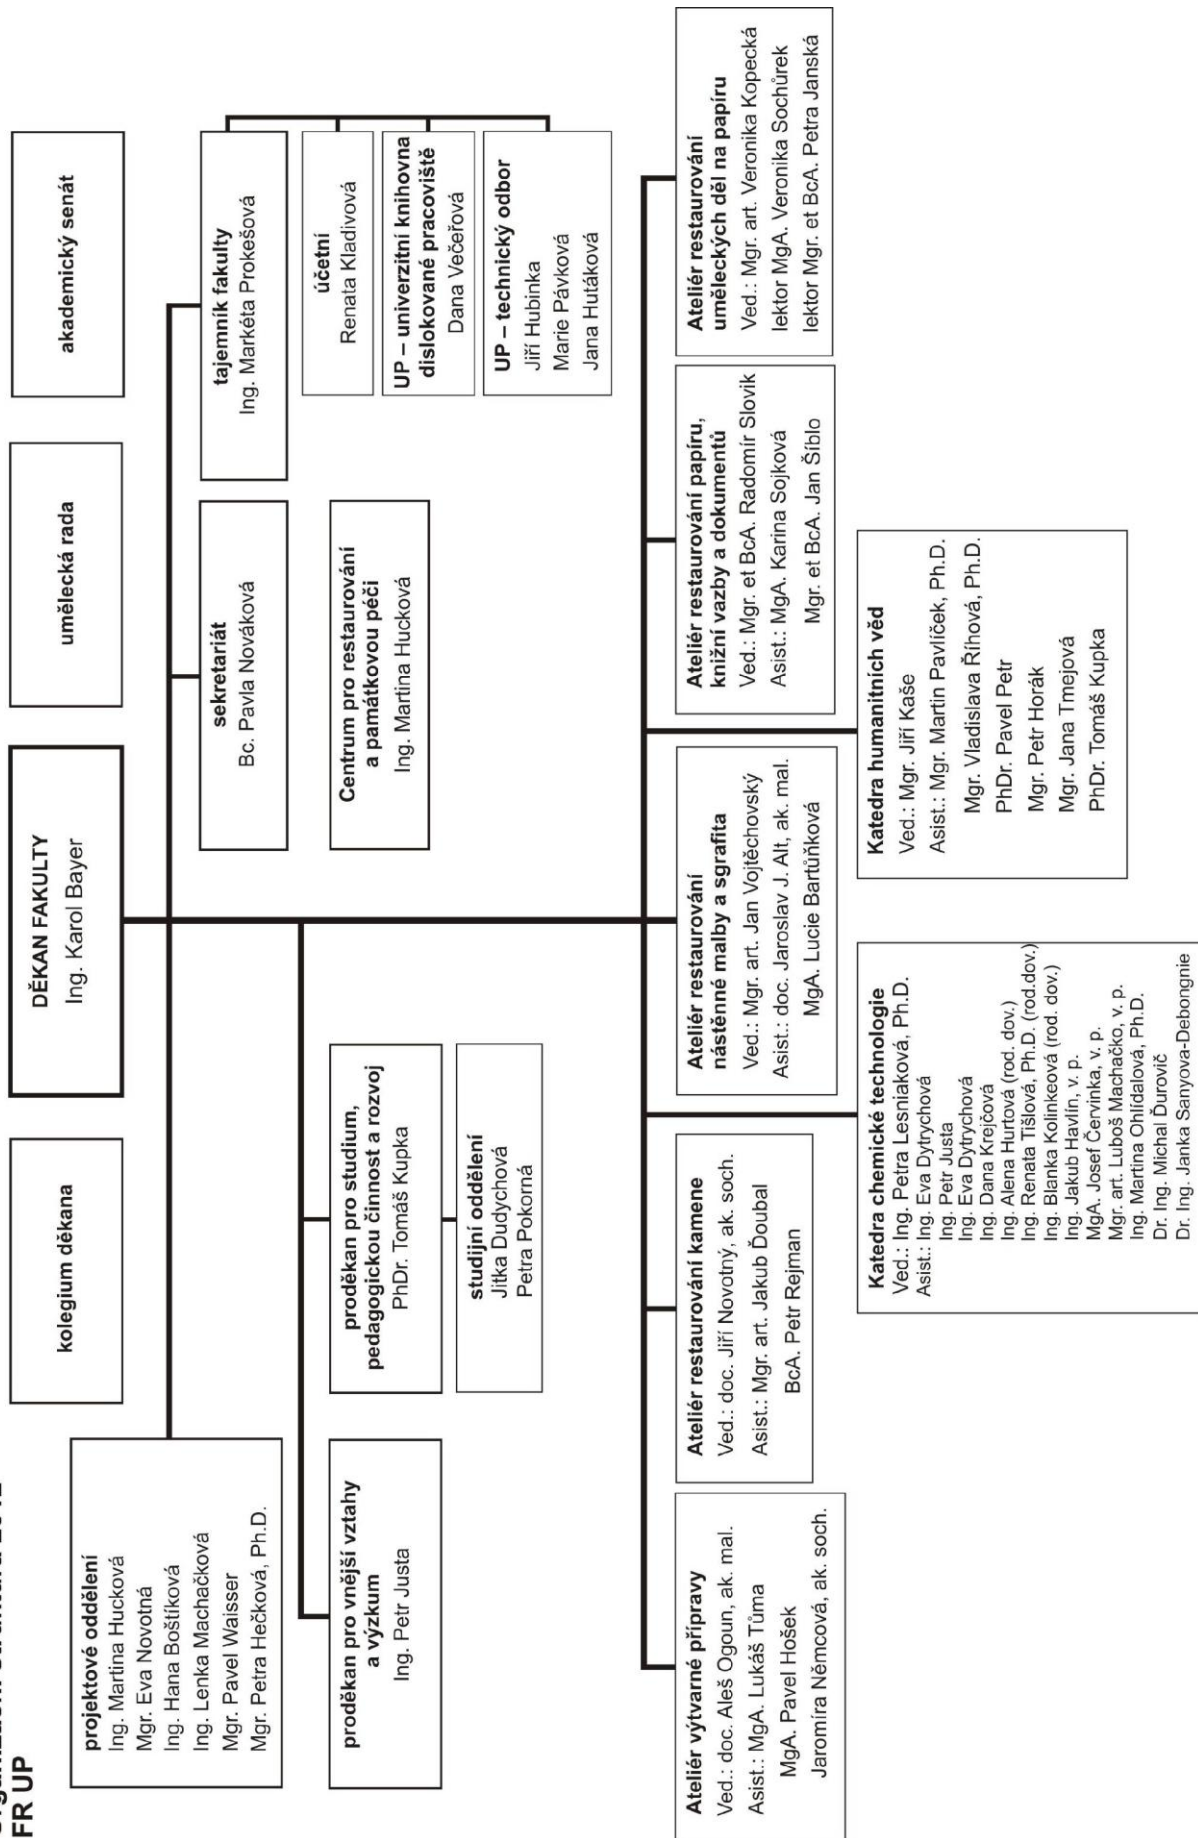 FR UP
kolegium děkana
DĚKAN FAKULTY
Ing. Karol Bayer
umělecká rada
akademický senát
projektové oddělení
Ing. Martina Hucková
Mgr. Eva Novotná
Ing. Hana Boštíková
Ing. Lenka Machačková
Mgr. Pavel Waisser
Mgr. Petra Hečková, Ph.D.
sekretariát
Bc. Pavla Nováková
tajemník fakulty
Ing. Markéta Prokešová
účetní
Renata Kladivová
UP – univerzitní knihovna
dislokované pracoviště
Dana Večeřová
UP – technický odbor
Jiří Hubinka
Marie Pávková
Jana Hutáková
Centrum pro restaurování
a památkovou péči
Ing. Martina Hucková
proděkan pro vnější vztahy
a výzkum
Ing. Petr Justa
proděkan pro studium,
pedagogickou činnost a rozvoj
PhDr. Tomáš Kupka
studijní oddělení
Jitka Dudychová
Petra Pokorná
Ateliér výtvarné přípravy
Ved.: doc. Aleš Ogoun, ak. mal.
Asist.: MgA. Lukáš Tůma
MgA. Pavel Hošek
Jaromíra Němcová, ak. soch.
Ateliér restaurování kamene
Ved.: doc. Jiří Novotný, ak. soch.
Asist.: Mgr. art. Jakub Ďoubal
BcA. Petr Rejman
Ateliér restaurování
nástěnné malby a sgrafita
Ved.: Mgr. art. Jan Vojtěchovský
Asist.: doc. Jaroslav J. Alt, ak. mal.
MgA. Lucie Bartůňková
Ateliér restaurování papíru,
knižní vazby a dokumentů
Ved.: Mgr. et BcA. Radomír Slovik
Asist.: MgA. Karina Sojková
Mgr. et BcA. Jan Šíblo
Ateliér restaurování
uměleckých děl na papíru
Ved.: Mgr. art. Veronika Kopecká
lektor MgA. Veronika Sochůrek
lektor Mgr. et BcA. Petra Janská
Katedra chemické technologie
Ved.: Ing. Petra Lesniaková, Ph.D.
Asist.: Ing. Eva Dytrychová
Ing. Petr Justa
Ing. Eva Dytrychová
Ing. Dana Krejčová
Ing. Alena Hurtová (rod. dov.)
Ing. Renata Tišlová, Ph.D. (rod.dov.)
Ing. Blanka Kolinkeová (rod. dov.)
Ing. Jakub Havlín, v. p.
MgA. Josef Červinka, v. p.
Mgr. art. Luboš Machačko, v. p.
Ing. Martina Ohlídalová, Ph.D.
Dr. Ing. Michal Ďurovič
Dr. Ing. Janka Sanyova-Debongnie
Katedra humanitních věd
Ved.: Mgr. Jiří Kaše
Asist.: Mgr. Martin Pavlíček, Ph.D.
Mgr. Vladislava Říhová, Ph.D.
PhDr. Pavel Petr
Mgr. Petr Horák
Mgr. Jana Tmejová
PhDr. Tomáš Kupka